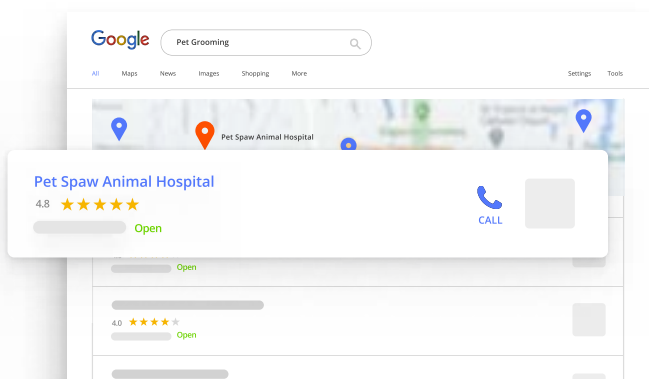 Google
Pet Grooming
All Maps News Images Shopping More Settings Tools
Pet Spaw Animal Hospital
Pet Spaw Animal Hospital
4.8
Open
CALL
Open
4.0
Open